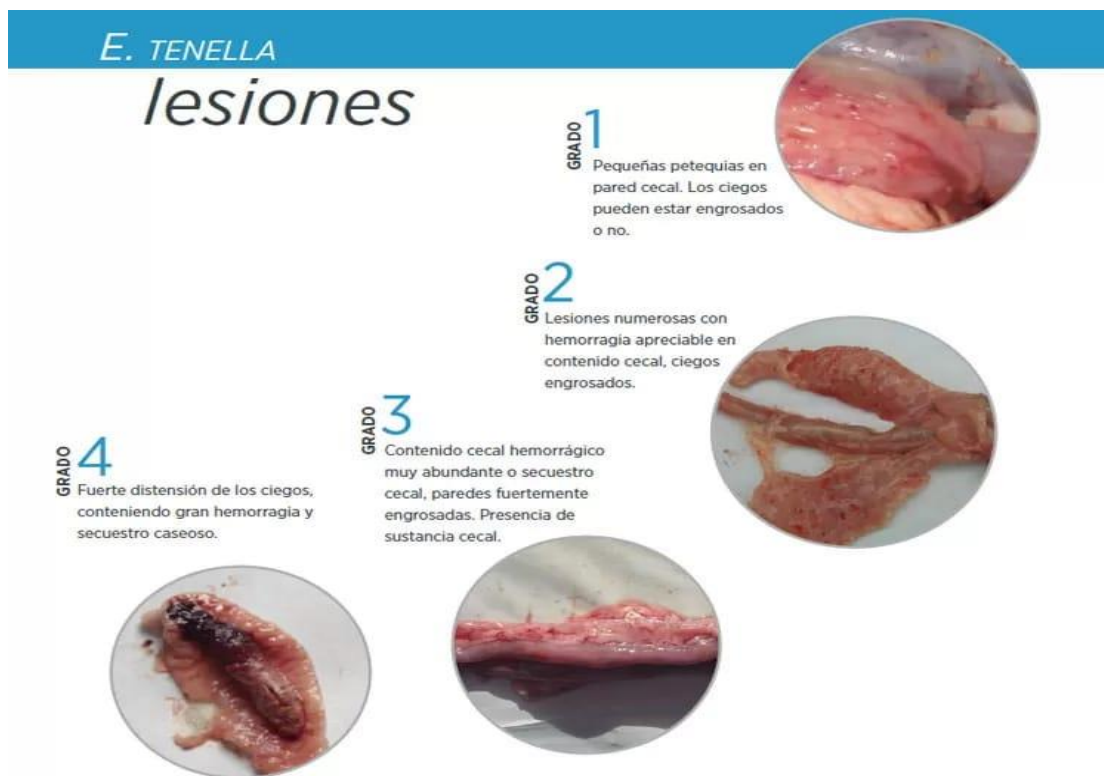 E. TENELLA
lesiones
GRADO 1
Pequeñas petequias en
pared cecal. Los ciegos
pueden estar engrosados
o no.
GRADO 2
Lesiones numerosas con
hemorragia apreciable en
contenido cecal, ciegos
engrosados.
GRADO 3
Contenido cecal hemorrágico
muy abundante o secuestro
cecal, paredes fuertemente
engrosadas. Presencia de
sustancia cecal.
GRADO 4
Fuerte distensión de los ciegos,
conteniendo gran hemorragia y
secuestro caseoso.